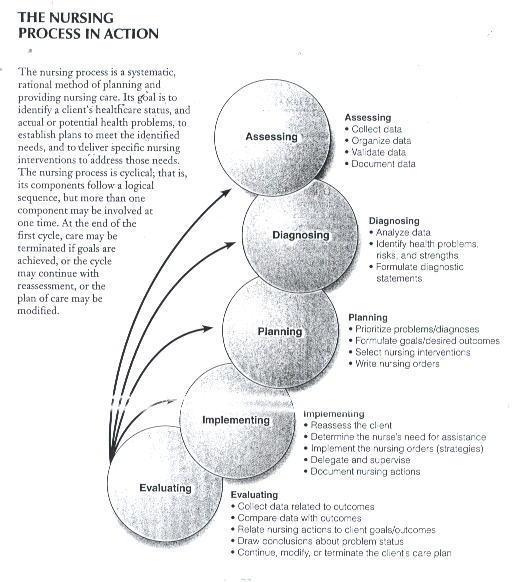 THE NURSING
PROCESS IN ACTION
The nursing process is a systematic,
rational method of planning and
providing nursing care. Its goal is to
identify a client's healthcare status, and
actual or potential health problems, to
establish plans to meet the identified
needs, and to deliver specific nursing
interventions to address those needs.
The nursing process is cyclical; that is,
its components follow a logical
sequence, but more than one
component may be involved at
one time. At the end of the
first cycle, care may be
terminated if goals are
achieved, or the cycle
may continue with
reassessment, or the
plan of care may be
modified.
Assessing
Assessing
• Collect data
• Organize data
• Validate data
• Document data
Diagnosing
Diagnosing
• Analyze data
• Identify health problems,
risks, and strengths
• Formulate diagnostic
statements
Planning
Planning
• Prioritize problems/diagnoses
• Formulate goals/desired outcomes
• Select nursing interventions
• Write nursing orders
Implementing
Implementing
• Reassess the client
• Determine the nurse's need for assistance
• Implement the nursing orders (strategies)
• Delegate and supervise
• Document nursing actions
Evaluating
Evaluating
• Collect data related to outcomes
• Compare data with outcomes
• Relate nursing actions to client goals/outcomes
• Draw conclusions about problem status
• Continue, modify, or terminate the client's care plan